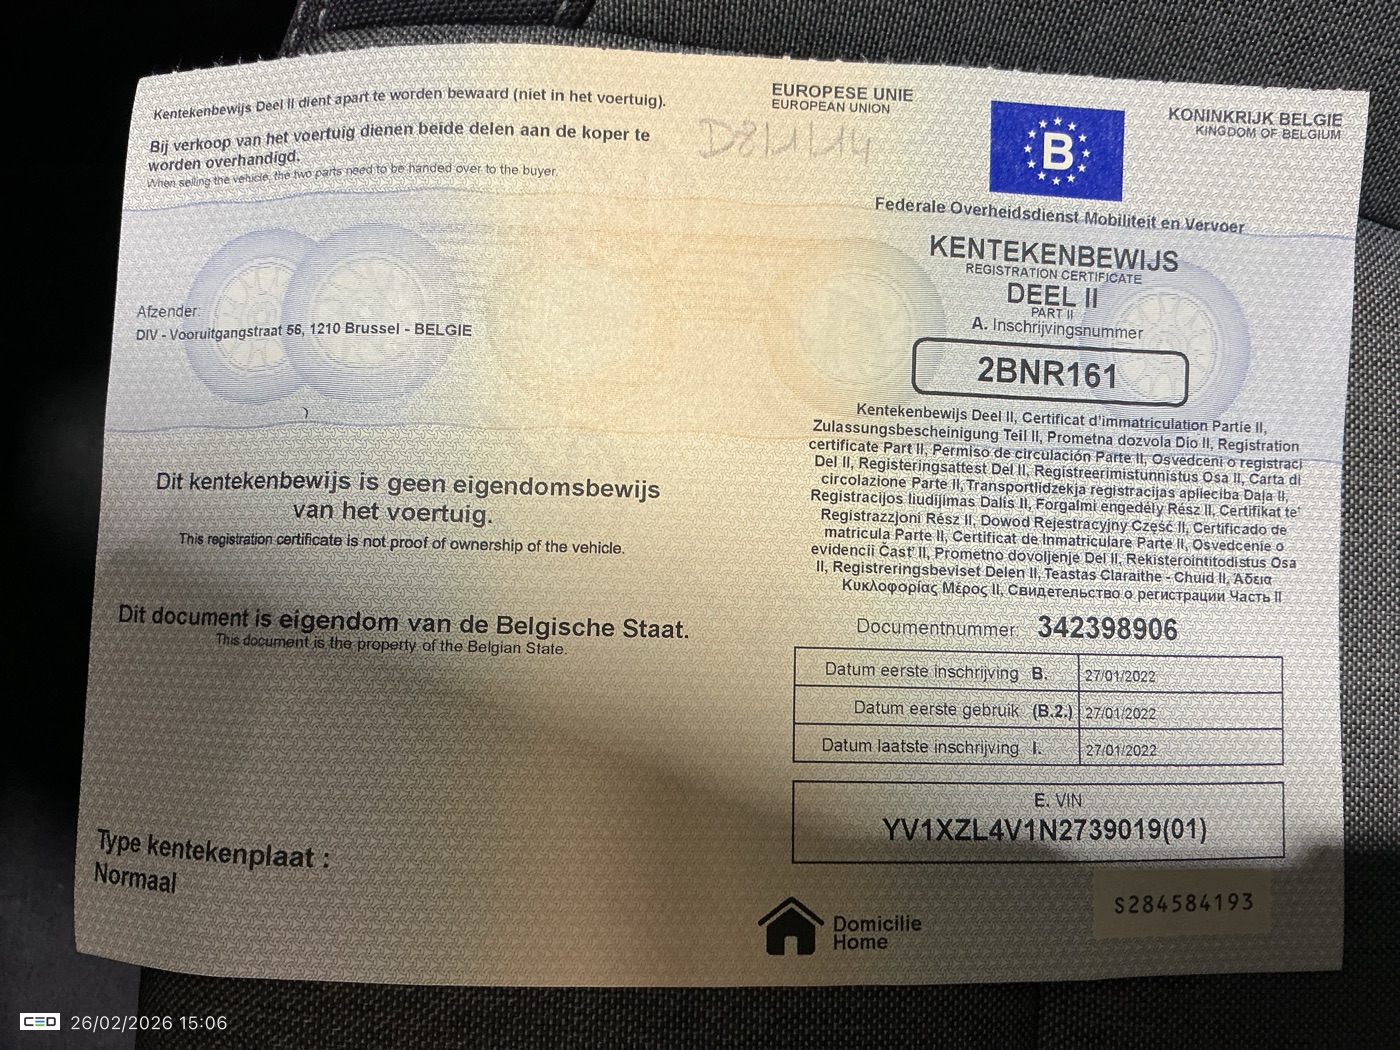 Kentekenbewijs Deel II dient apart te worden bewaard (niet in het voertuig).
Bij verkoop van het voertuig dienen beide delen aan de koper te
worden overhandigd.
When selling the vehicle, the two parts need to be handed over to the buyer.
Afzender:
DIV - Vooruitgangstraat 56, 1210 Brussel - BELGIE
Dit kentekenbewijs is geen eigendomsbewijs
van het voertuig.
This registration certificate is not proof of ownership of the vehicle.
Dit document is eigendom van de Belgische Staat.
This document is the property of the Belgian State.
Type kentekenplaat :
Normaal
EUROPESE UNIE
EUROPEAN UNION
B
KONINKRIJK BELGIE
KINGDOM OF BELGIUM
Federale Overheidsdienst Mobiliteit en Vervoer
KENTEKENBEWIJS
REGISTRATION CERTIFICATE
DEEL II
PART II
A. Inschrijvingsnummer
2BNR161
Kentekenbewijs Deel II, Certificat d'immatriculation Partie II,
Zulassungsbescheinigung Teil II, Prometna dozvola Dio II, Registration
certificate Part II, Permiso de circulación Parte II, Osvedceni o registraci
Del II, Registeringsattest Del II, Registreerimistunnistus Osa II, Carta di
circolazione Parte II, Transportlidzekja registracijas aplieciba Daļa II,
Registracijos liudijimas Dalis II, Forgalmi engedély Rész II, Certifikat te'
Registrazzjoni Rész II, Dowod Rejestracyjny Część II, Certificado de
matricula Parte II, Certificat de Inmatriculare Parte II, Osvedcenie o
evidencii Časť II, Prometno dovoljenje Del II, Rekisterointitodistus Osa
II, Registreringsbeviset Delen II, Teastas Claraithe - Chuid II, Άδεια
Κυκλοφορίας Μέρος II, Свидетельство о регистрации Часть II
Documentnummer: 342398906
Datum eerste inschrijving B. 27/01/2022
Datum eerste gebruik (B.2.) 27/01/2022
Datum laatste inschrijving I. 27/01/2022
E. VIN
YV1XZL4V1N2739019(01)
Domicilie
Home
S284584193
CED 26/02/2026 15:06